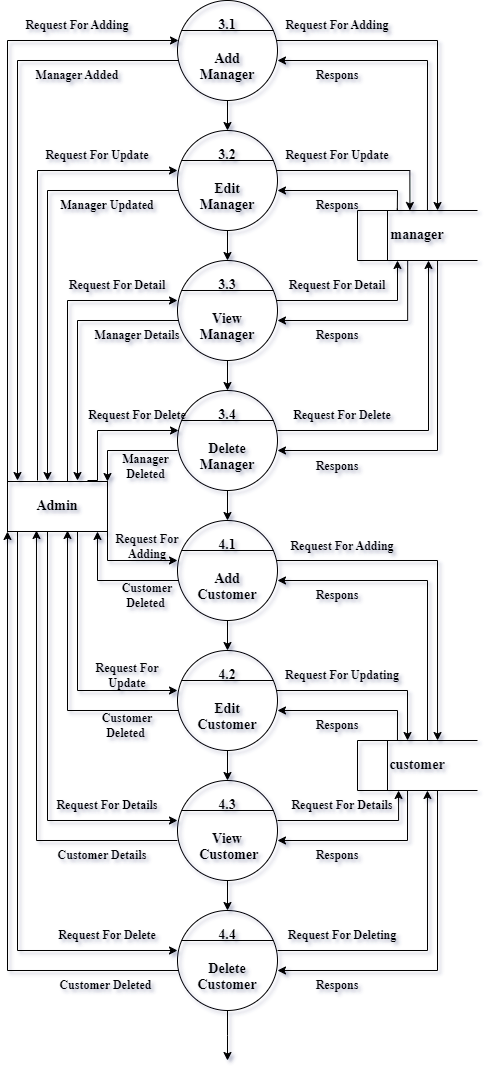 Request For Adding
3.1
Request For Adding
Add
Manager
Manager Added
Respons
Request For Update
3.2
Request For Update
Edit
Manager
Manager Updated
Respons
manager
Request For Detail
3.3
Request For Detail
View
Manager
Manager Details
Respons
Request For Delete
3.4
Request For Delete
Delete
Manager
Manager
Deleted
Respons
Admin
Request For
Adding
4.1
Request For Adding
Add
Customer
Customer
Deleted
Respons
Request For
Update
4.2
Request For Updating
Edit
Customer
Customer
Deleted
Respons
customer
Request For Details
4.3
Request For Details
View
Customer
Customer Details
Respons
Request For Delete
4.4
Request For Deleting
Delete
Customer
Customer Deleted
Respons